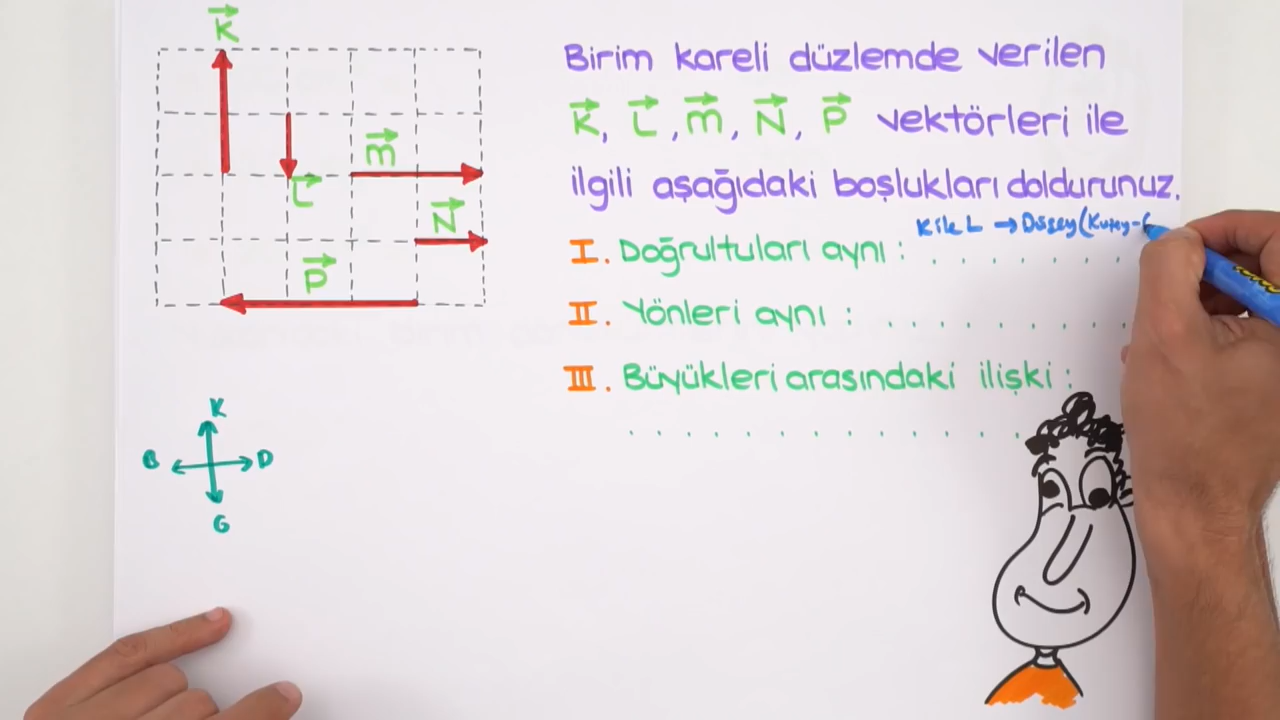 K
L
m
N
P
Birim kareli düzlemde verilen
K, L, m, N, P vektörleri ile
ilgili aşağıdaki boşlukları doldurunuz.
K ile L → Düşey (Kuzey-
I. Doğrultuları aynı : . . . . . . .
II. Yönleri aynı : . . . . . . . . .
III. Büyükleri arasındaki ilişki :
. . . . . . . . . . . . . .
K
B D
G